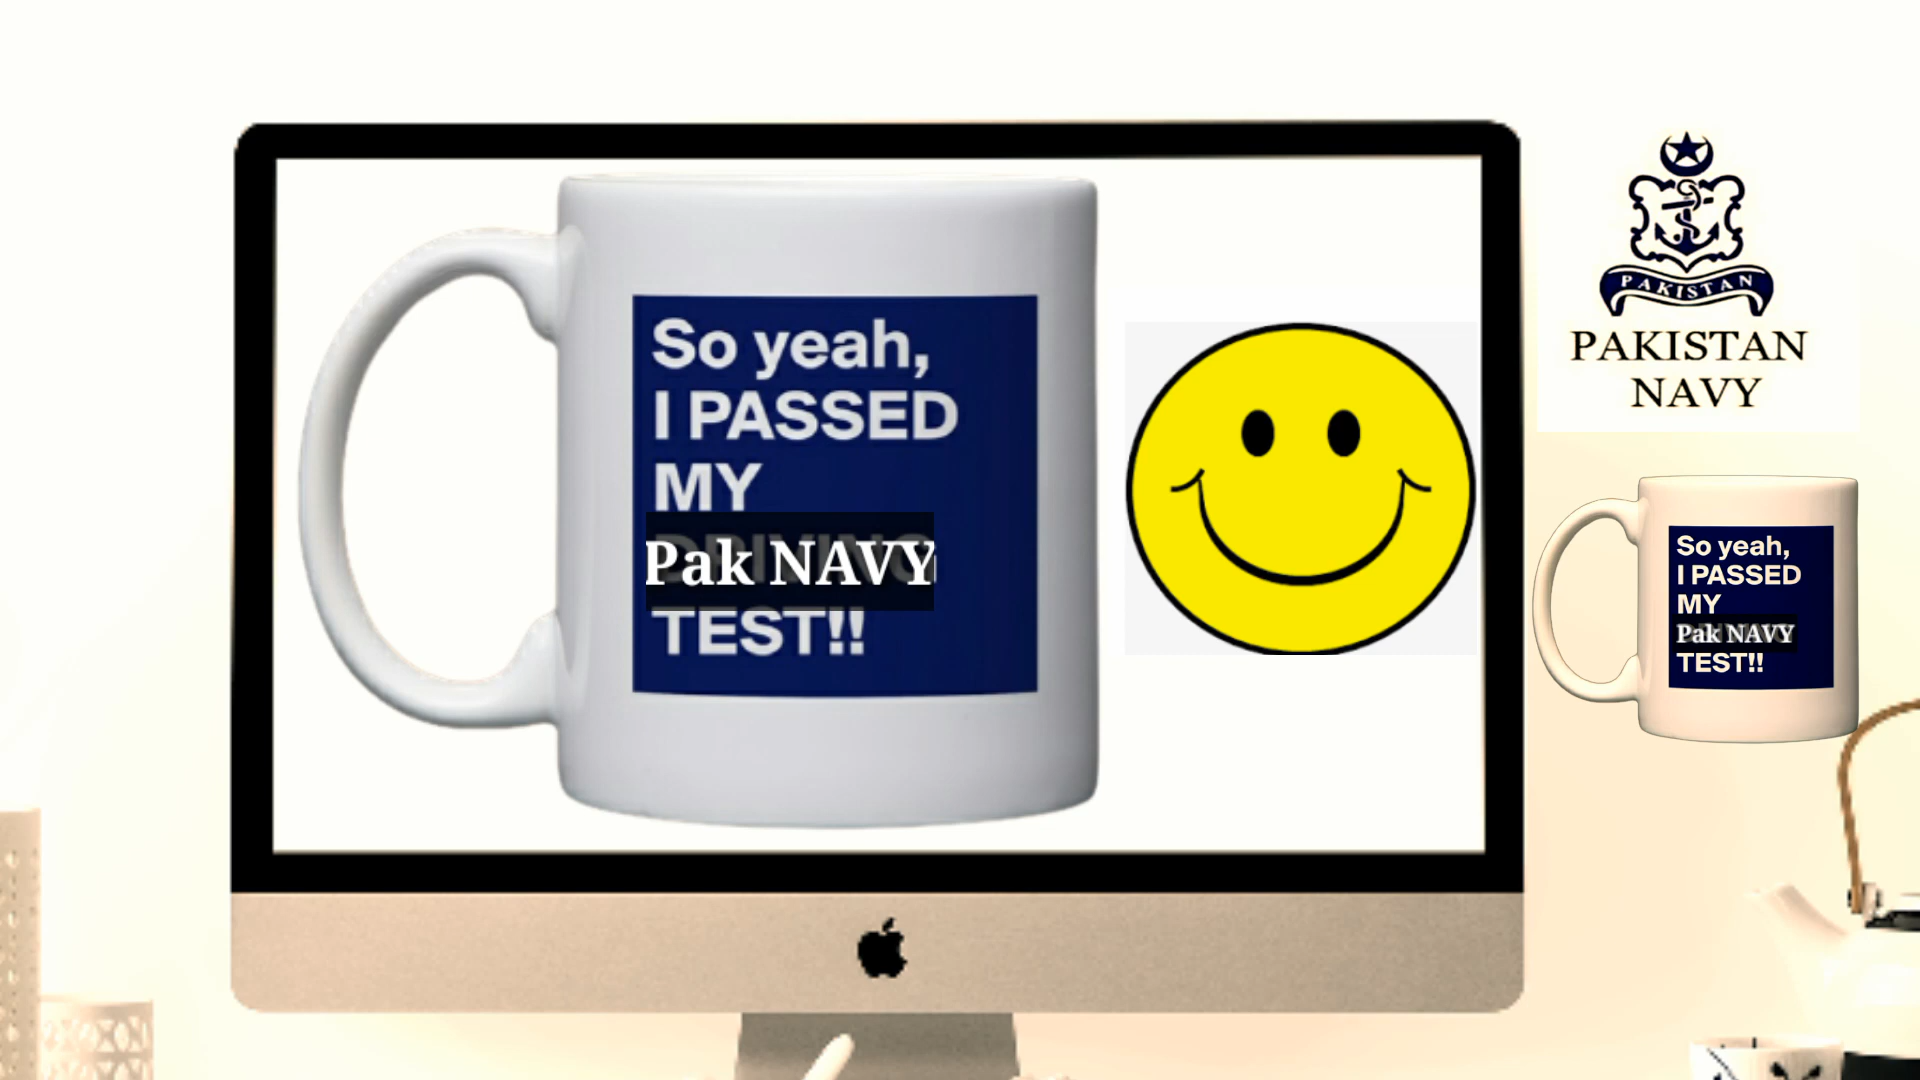 So yeah,
I PASSED
MY
Pak NAVY
TEST!!
PAKISTAN
PAKISTAN
NAVY
So yeah,
I PASSED
MY
Pak NAVY
TEST!!